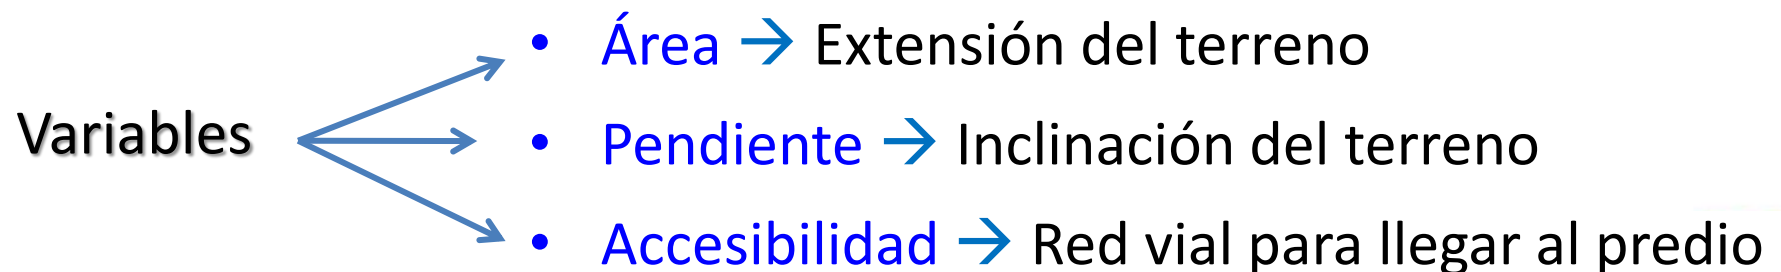 • Área → Extensión del terreno
Variables
• Pendiente → Inclinación del terreno
• Accesibilidad → Red vial para llegar al predio